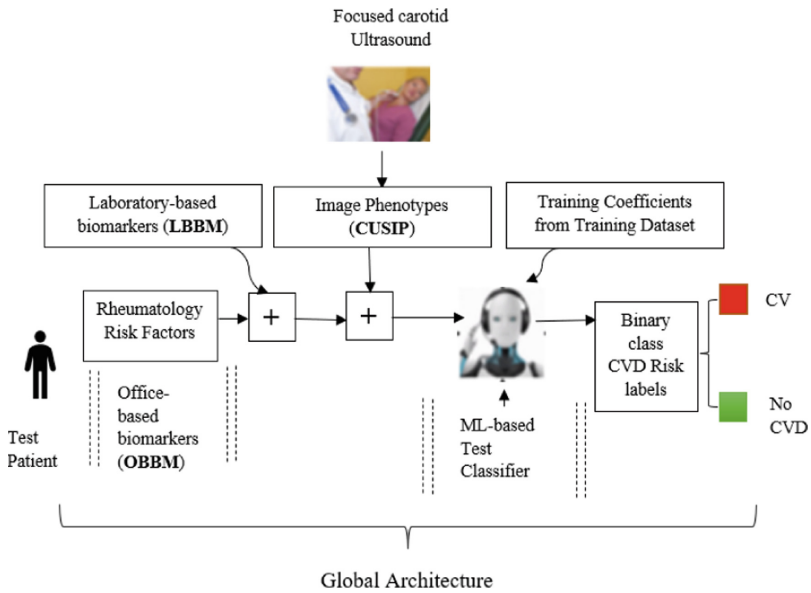 Focused carotid
Ultrasound
Laboratory-based
biomarkers (LBBM)
Image Phenotypes
(CUSIP)
Training Coefficients
from Training Dataset
Rheumatology
Risk Factors
+
+
Binary
class
CVD Risk
labels
CV
No
CVD
Test
Patient
Office-
based
biomarkers
(OBBM)
ML-based
Test
Classifier
Global Architecture